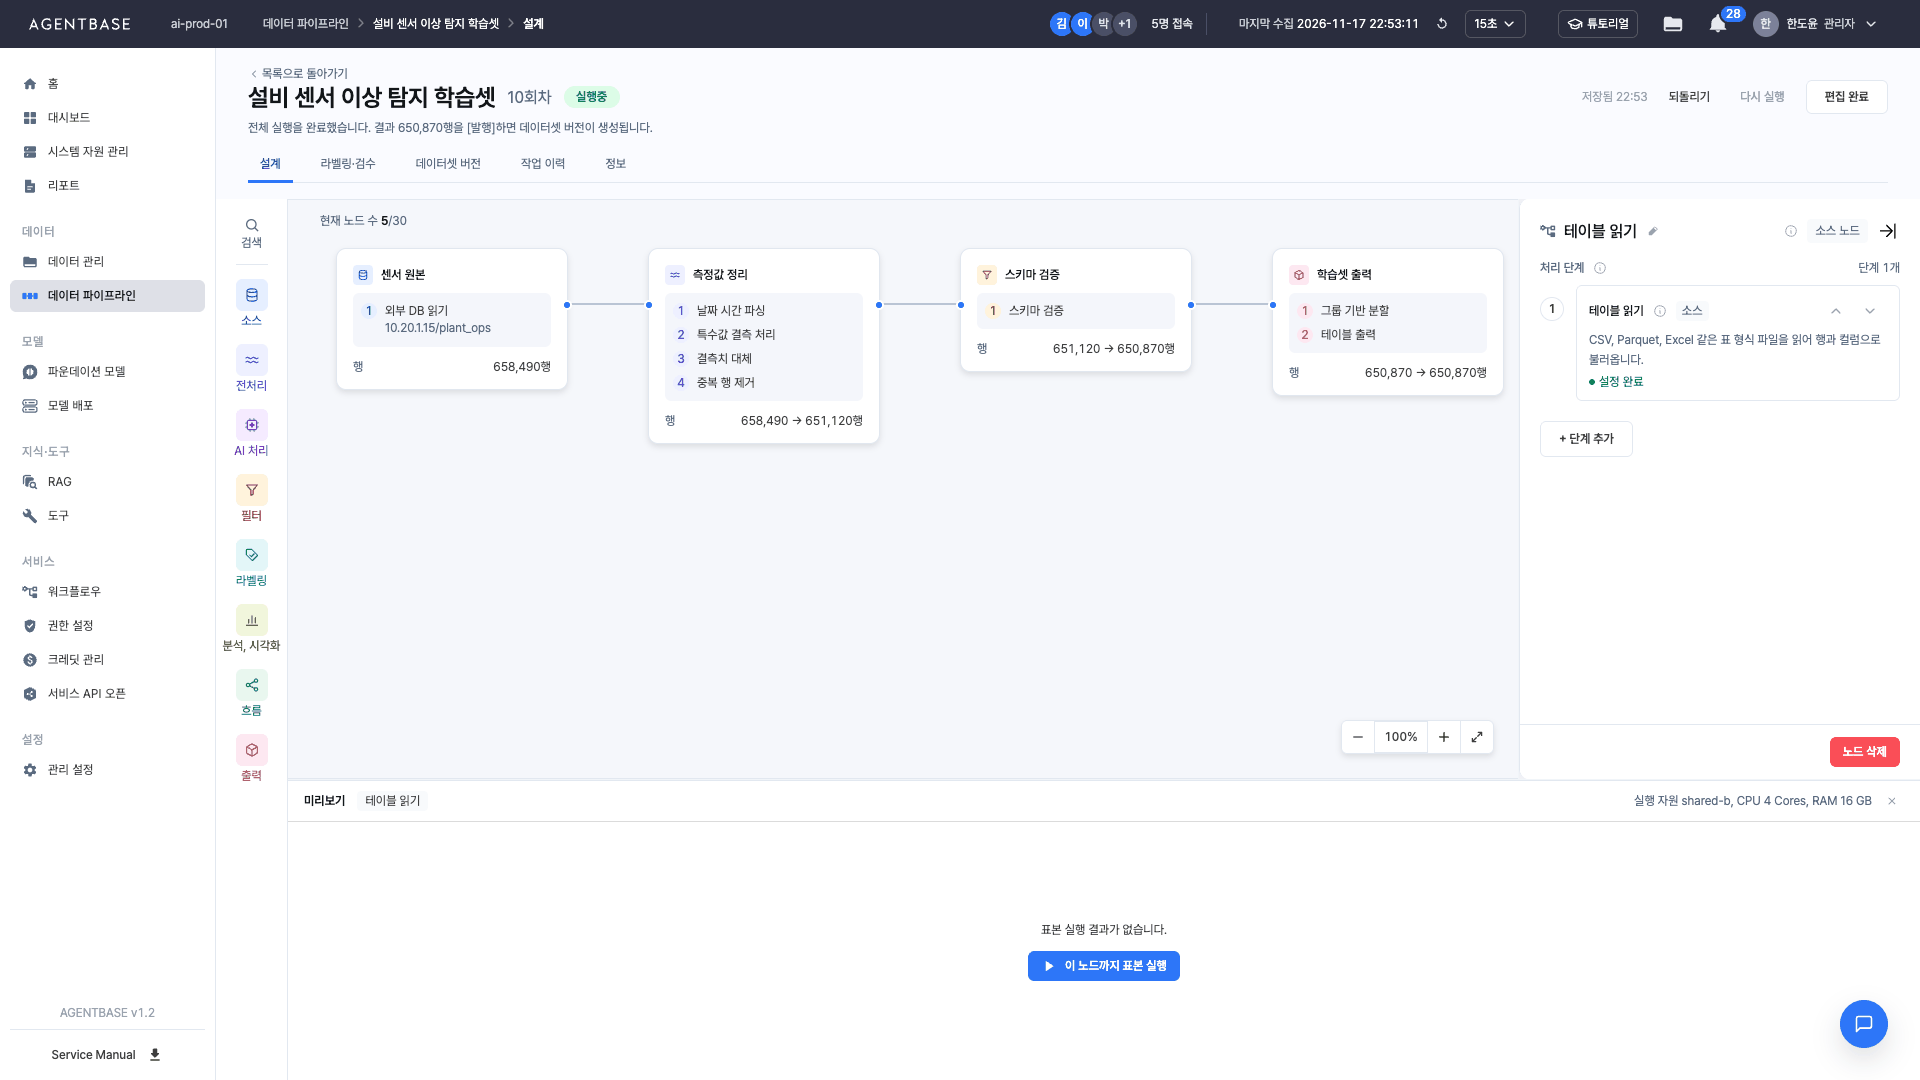 AGENTBASE
ai-prod-01
데이터 파이프라인 > 설비 센서 이상 탐지 학습셋 > 설계
김 이 박 +1 5명 접속
마지막 수집 2026-11-17 22:53:11
15초
튜토리얼
28
한 한도윤 관리자
홈
대시보드
시스템 자원 관리
리포트
데이터
데이터 관리
데이터 파이프라인
모델
파운데이션 모델
모델 배포
지식·도구
RAG
도구
서비스
워크플로우
권한 설정
크레딧 관리
서비스 API 오픈
설정
관리 설정
AGENTBASE v1.2
Service Manual
목록으로 돌아가기
설비 센서 이상 탐지 학습셋 10회차 실행중
전체 실행을 완료했습니다. 결과 650,870행을 [발행]하면 데이터셋 버전이 생성됩니다.
저장됨 22:53
되돌리기
다시 실행
편집 완료
설계
라벨링·검수
데이터셋 버전
작업 이력
정보
검색
소스
전처리
AI 처리
필터
라벨링
분석, 시각화
흐름
출력
현재 노드 수 5/30
센서 원본
1 외부 DB 읽기
10.20.1.15/plant_ops
행 658,490행
측정값 정리
1 날짜 시간 파싱
2 특수값 결측 처리
3 결측치 대체
4 중복 행 제거
행 658,490 → 651,120행
스키마 검증
1 스키마 검증
행 651,120 → 650,870행
학습셋 출력
1 그룹 기반 분할
2 테이블 출력
행 650,870 → 650,870행
100%
테이블 읽기
소스 노드
처리 단계
단계 1개
1
테이블 읽기 소스
CSV, Parquet, Excel 같은 표 형식 파일을 읽어 행과 컬럼으로
불러옵니다.
설정 완료
+ 단계 추가
노드 삭제
미리보기 테이블 읽기
실행 자원 shared-b, CPU 4 Cores, RAM 16 GB
표본 실행 결과가 없습니다.
이 노드까지 표본 실행